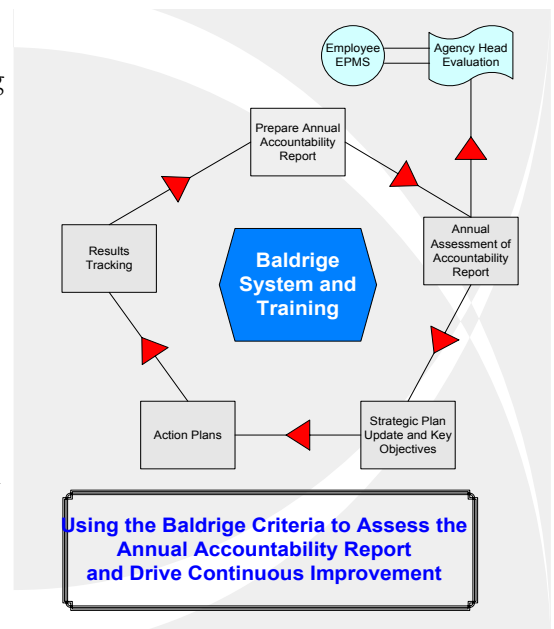 Employee
EPMS
Agency Head
Evaluation
Prepare Annual
Accountability
Report
Annual
Assessment of
Accountability
Report
Results
Tracking
Baldrige
System and
Training
Action Plans
Strategic Plan
Update and Key
Objectives
Using the Baldrige Criteria to Assess the
Annual Accountability Report
and Drive Continuous Improvement